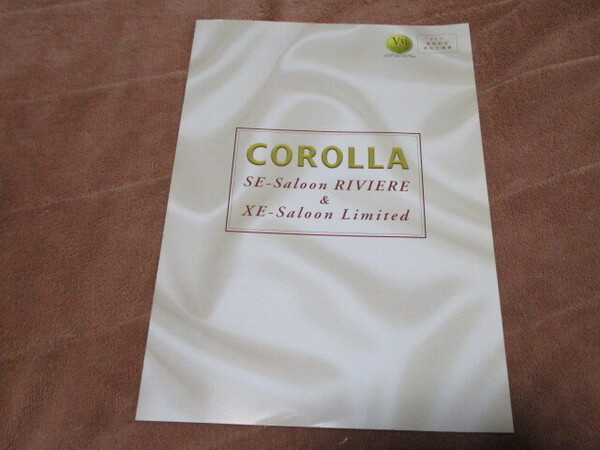 COROLLA
SE-Saloon RIVIERE
&
XE-Saloon Limited